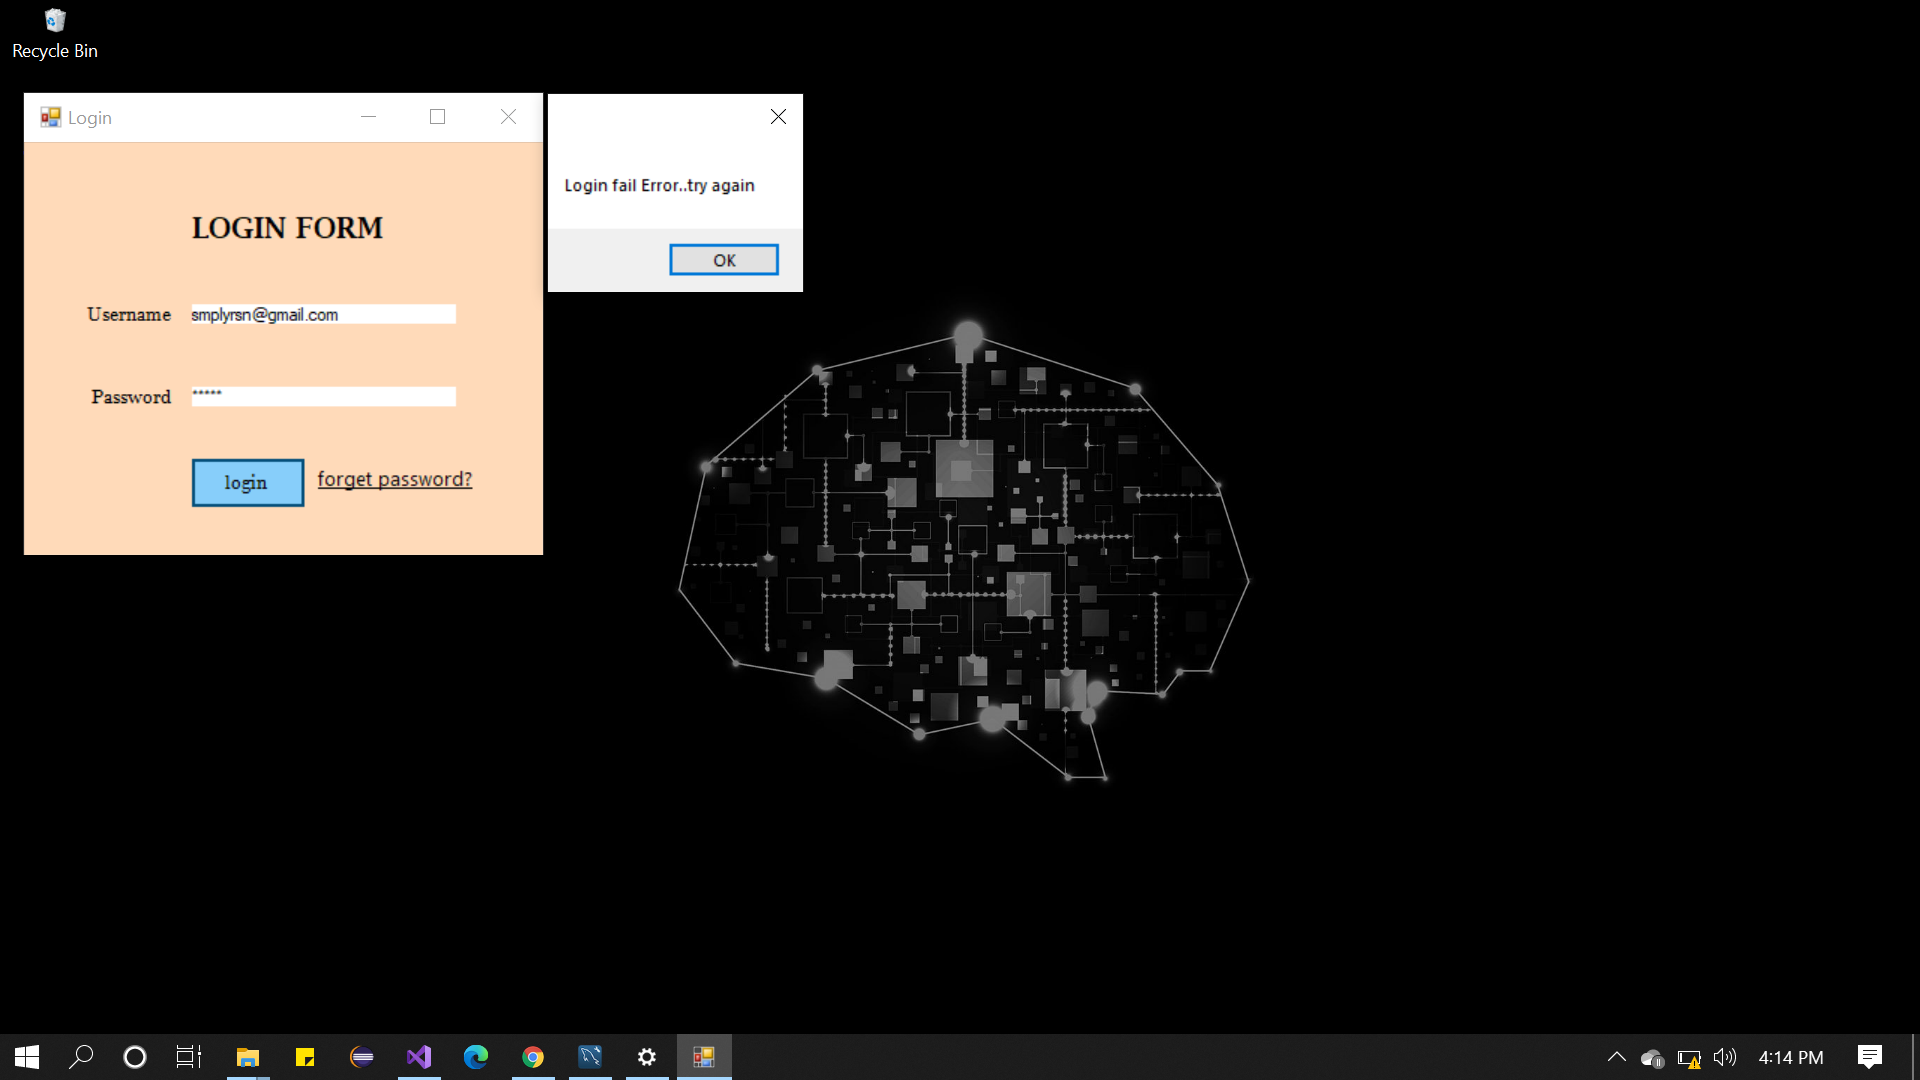 Recycle Bin
Login
LOGIN FORM
Username
smplyrsn@gmail.com
Password
*****
login
forget password?
Login fail Error..try again
OK
4:14 PM